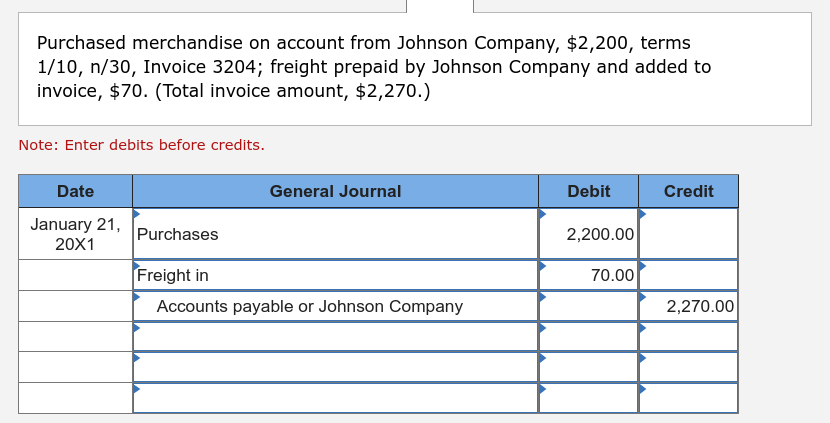 Purchased merchandise on account from Johnson Company, $2,200, terms
1/10, n/30, Invoice 3204; freight prepaid by Johnson Company and added to
invoice, $70. (Total invoice amount, $2,270.)
Note: Enter debits before credits.
Date General Journal Debit Credit
January 21,
20X1 Purchases 2,200.00
Freight in 70.00
Accounts payable or Johnson Company 2,270.00